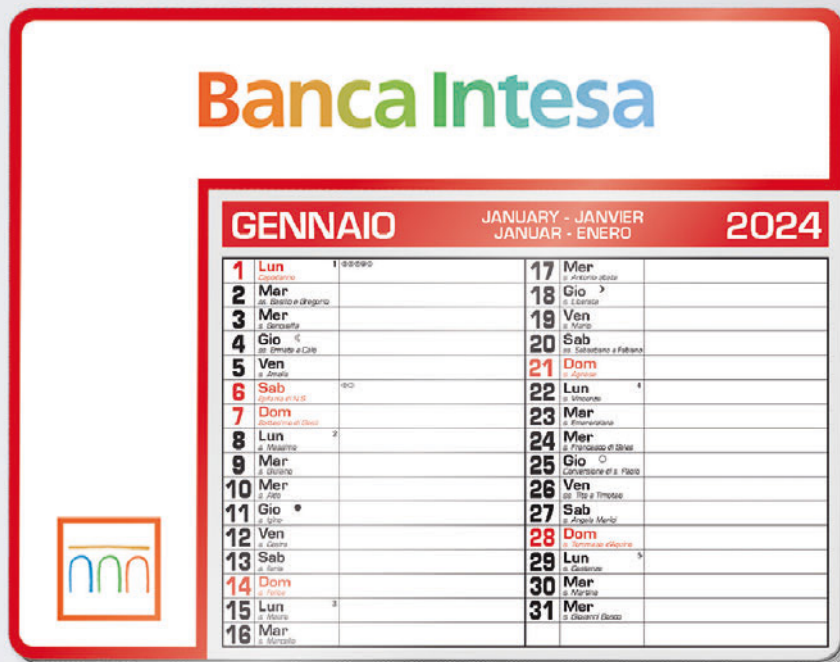 Banca Intesa
GENNAIO
JANUARY - JANVIER
JANUAR - ENERO
2024
1 Lun 1
Capodanno
2 Mar
ss. Basilio e Gregorio
3 Mer
s. Genoveffa
4 Gio
ss. Ermete e Caio
5 Ven
s. Amelia
6 Sab
Epifania di N.S.
7 Dom
Battesimo di Gesù
8 Lun 2
s. Massimo
9 Mar
s. Giuliano
10 Mer
s. Aldo
11 Gio
s. Igino
12 Ven
13 Sab
s. Ilario
14 Dom
s. Felice
15 Lun 3
s. Mauro
16 Mar
s. Marcello
17 Mer
s. Antonio abate
18 Gio
s. Liberata
19 Ven
s. Mario
20 Sab
ss. Sebastiano e Fabiano
21 Dom
s. Agnese
22 Lun 4
s. Vincenzo
23 Mar
s. Emerenziana
24 Mer
s. Francesco di Sales
25 Gio
Conversione di s. Paolo
26 Ven
ss. Tito e Timoteo
27 Sab
s. Angela Merici
28 Dom
s. Tommaso d'Aquino
29 Lun 5
s. Costanzo
30 Mar
s. Martina
31 Mer
s. Giovanni Bosco